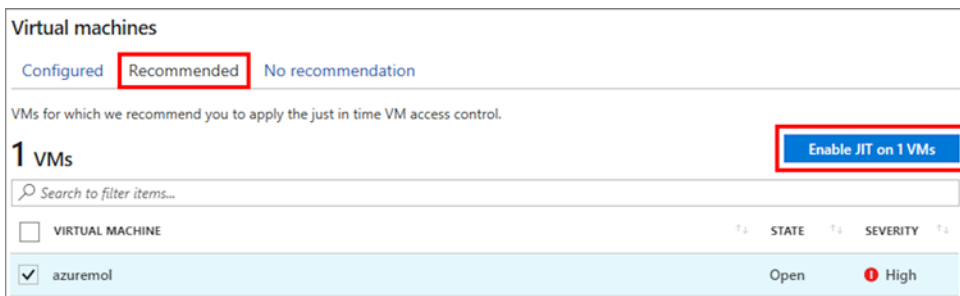 Virtual machines
Configured Recommended No recommendation
VMs for which we recommend you to apply the just in time VM access control.
1 VMs
Enable JIT on 1 VMs
Search to filter items...
VIRTUAL MACHINE STATE SEVERITY
azuremol Open High